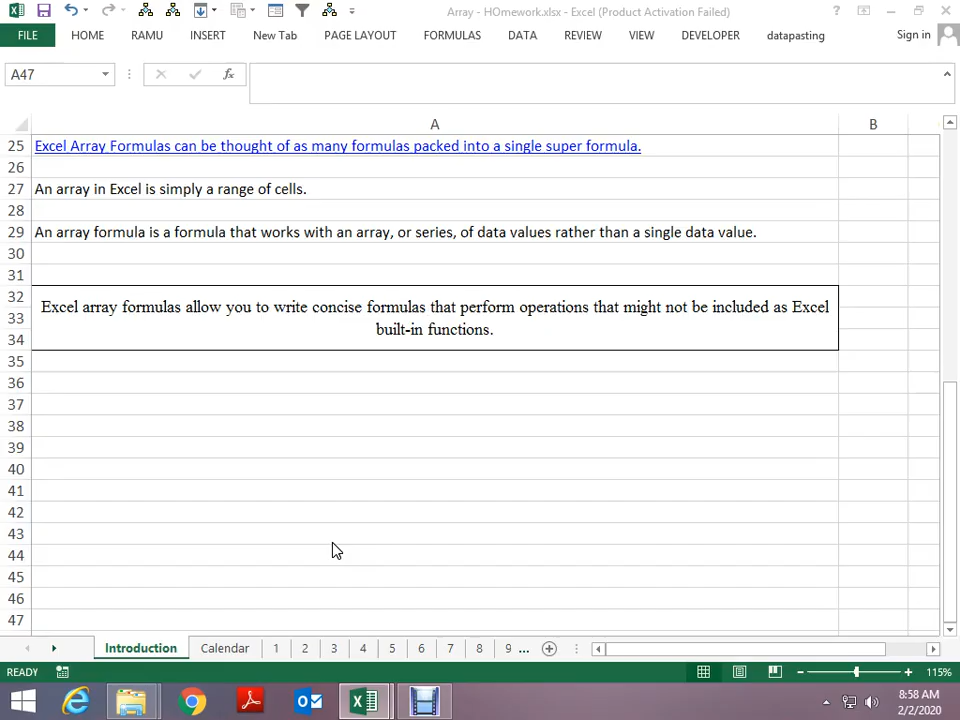 Array - HOmework.xlsx - Excel (Product Activation Failed)
?
FILE HOME RAMU INSERT New Tab PAGE LAYOUT FORMULAS DATA REVIEW VIEW DEVELOPER datapasting Sign in
A47 fx
A B
25 Excel Array Formulas can be thought of as many formulas packed into a single super formula.
26
27 An array in Excel is simply a range of cells.
28
29 An array formula is a formula that works with an array, or series, of data values rather than a single data value.
30
31
32 Excel array formulas allow you to write concise formulas that perform operations that might not be included as Excel
33 built-in functions.
34
35
36
37
38
39
40
41
42
43
44
45
46
47
Introduction Calendar 1 2 3 4 5 6 7 8 9 ...
READY 115%
8:58 AM
2/2/2020